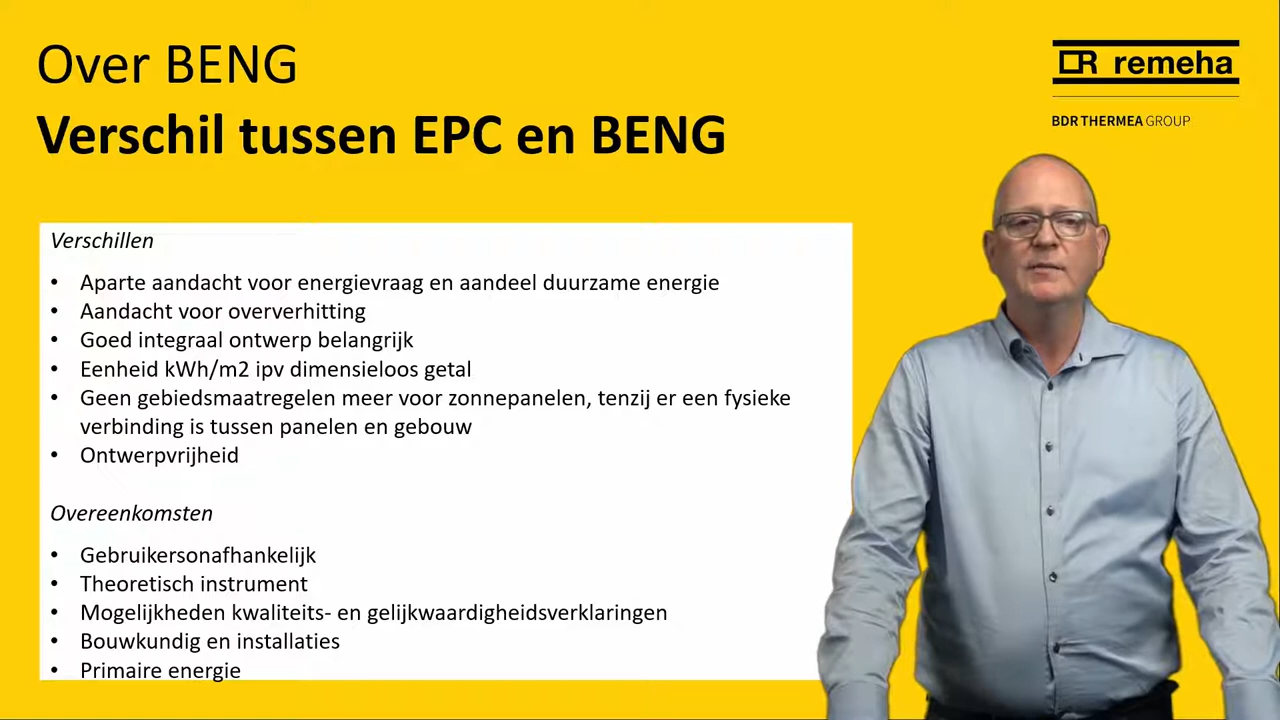 Over BENG
Verschil tussen EPC en BENG
remeha
BDR THERMEA GROUP
Verschillen
• Aparte aandacht voor energievraag en aandeel duurzame energie
• Aandacht voor oververhitting
• Goed integraal ontwerp belangrijk
• Eenheid kWh/m2 ipv dimensieloos getal
• Geen gebiedsmaatregelen meer voor zonnepanelen, tenzij er een fysieke
verbinding is tussen panelen en gebouw
• Ontwerpvrijheid
Overeenkomsten
• Gebruikersonafhankelijk
• Theoretisch instrument
• Mogelijkheden kwaliteits- en gelijkwaardigheidsverklaringen
• Bouwkundig en installaties
• Primaire energie